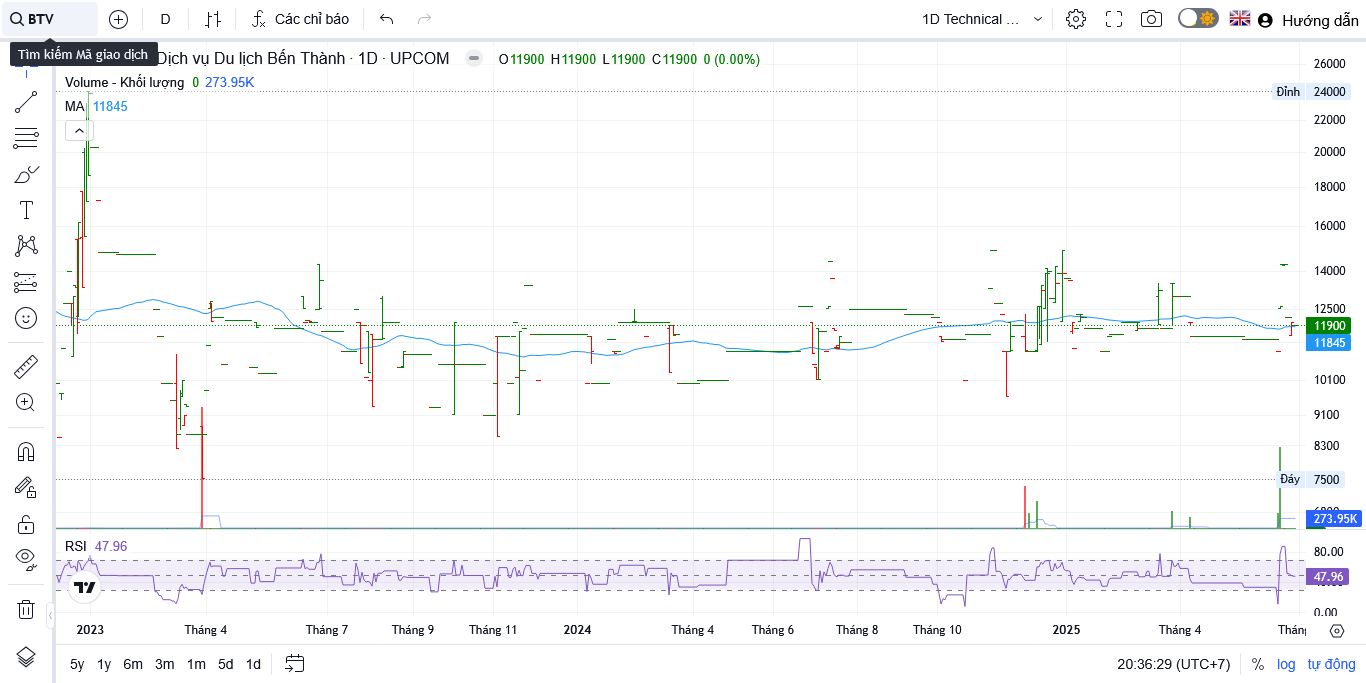 BTV
D
Các chỉ báo
1D Technical ...
Hướng dẫn
Tìm kiếm Mã giao dịch
Dịch vụ Du lịch Bến Thành · 1D · UPCOM
O11900 H11900 L11900 C11900 0 (0.00%)
Volume - Khối lượng 0 273.95K
MA 11845
26000
Đỉnh 24000
22000
20000
18000
16000
14000
12500
11900
11845
10100
9100
8300
Đáy 7500
273.95K
RSI 47.96
80.00
47.96
0.00
2023 Tháng 4 Tháng 7 Tháng 9 Tháng 11 2024 Tháng 4 Tháng 6 Tháng 8 Tháng 10 2025 Tháng 4
5y 1y 6m 3m 1m 5d 1d
20:36:29 (UTC+7) % log tự động